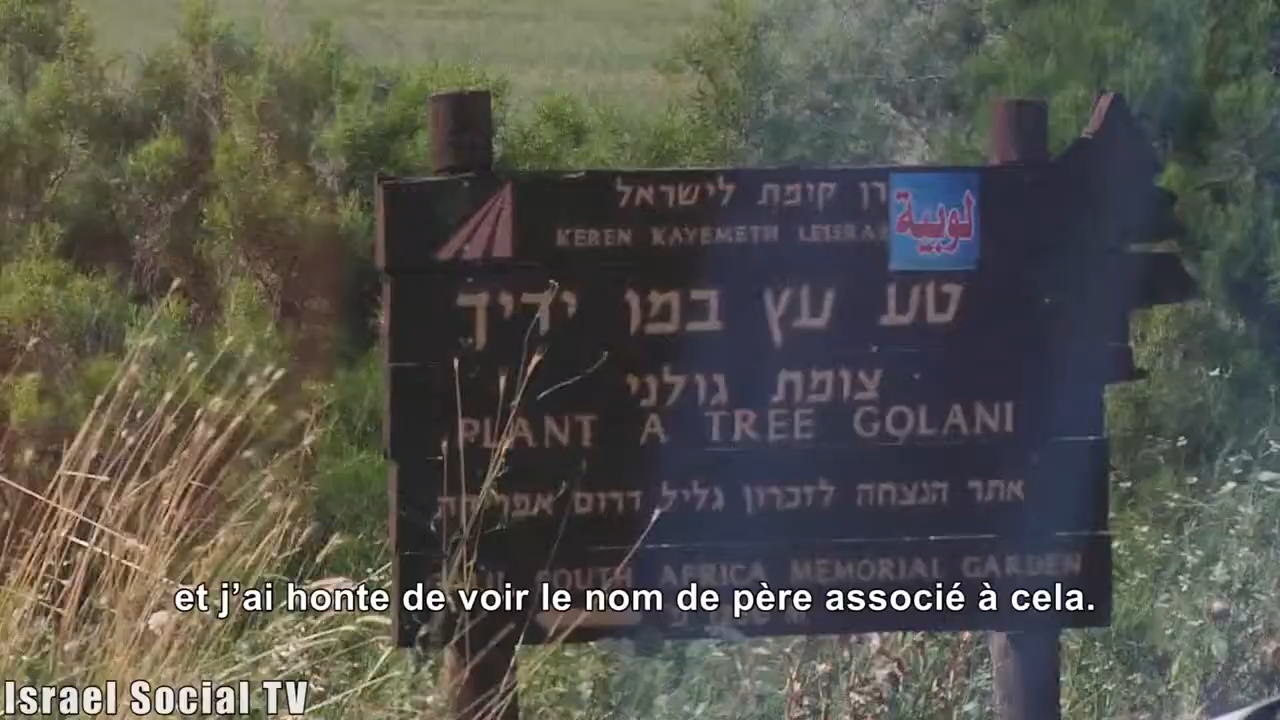 רן קימת לישראל
لوبية
KEREN KAYEMETH LEISRA
טע עץ במו ידיך
צומת גולני
PLANT A TREE GOLANI
אתר הנצחה לזכרון גליל דרום אפריקה
SOUTH AFRICA MEMORIAL GARDEN
et j’ai honte de voir le nom de père associé à cela.
Israel Social TV